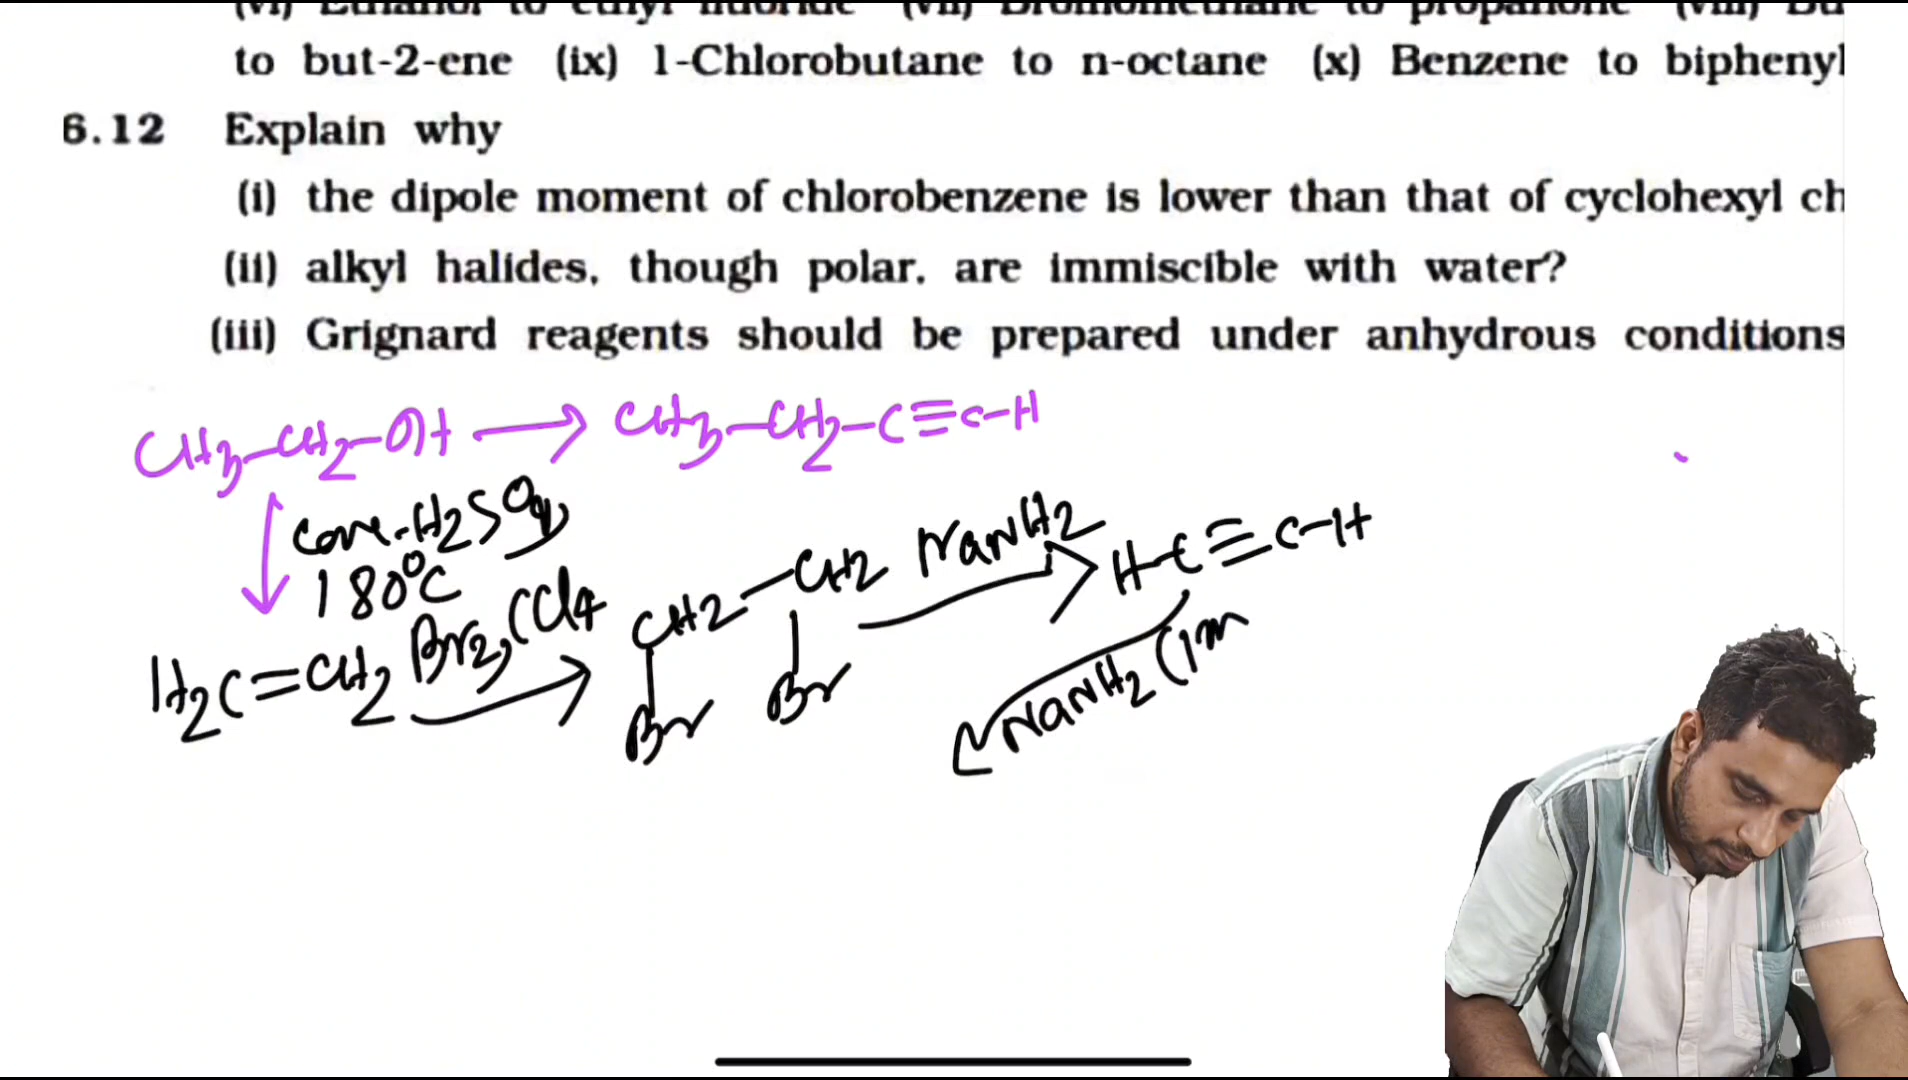 to but-2-ene (ix) 1-Chlorobutane to n-octane (x) Benzene to biphenyl
6.12 Explain why
(i) the dipole moment of chlorobenzene is lower than that of cyclohexyl ch
(ii) alkyl halides, though polar, are immiscible with water?
(iii) Grignard reagents should be prepared under anhydrous conditions
CH3-CH2-OH → CH3-CH2-C≡C-H
↓ conc. H2SO4
180°C
H2C=CH2 Br2, CCl4 → CH2-CH2 NaNH2 → H-C≡C-H
Br Br
NaNH2 (1m